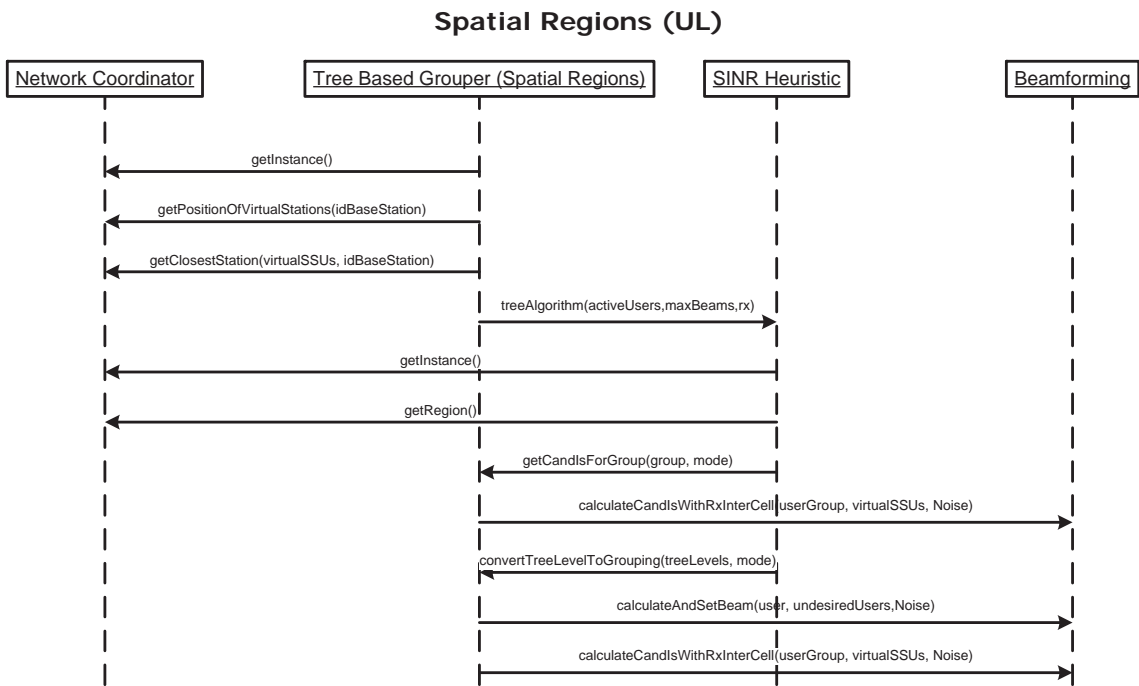 Spatial Regions (UL)
Network Coordinator
Tree Based Grouper (Spatial Regions)
SINR Heuristic
Beamforming
getInstance()
getPositionOfVirtualStations(idBaseStation)
getClosestStation(virtualSSUs, idBaseStation)
treeAlgorithm(activeUsers,maxBeams,rx)
getInstance()
getRegion()
getCandIsForGroup(group, mode)
calculateCandIsWithRxInterCell(userGroup, virtualSSUs, Noise)
convertTreeLevelToGrouping(treeLevels, mode)
calculateAndSetBeam(user, undesiredUsers,Noise)
calculateCandIsWithRxInterCell(userGroup, virtualSSUs, Noise)